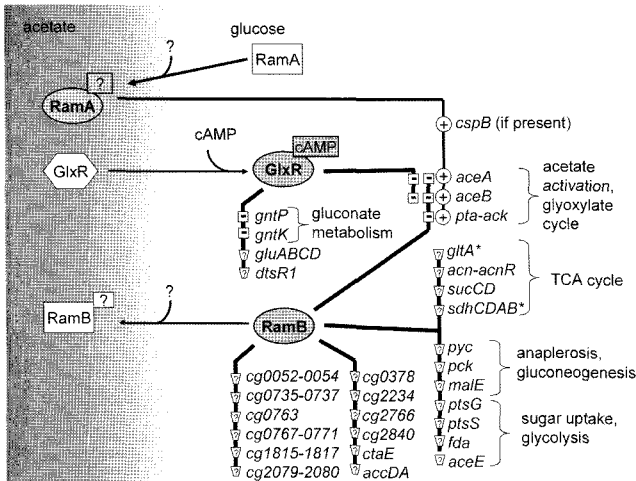 acetate
glucose
?
RamA
?
RamA
+ cspB (if present)
cAMP
cAMP
GlxR
GlxR
- - + aceA
- - + aceB
- + pta-ack
acetate
activation,
glyoxylate
cycle
- gntP
- gntK
gluconate
metabolism
? gluABCD
? dtsR1
? gltA*
? acn-acnR
? sucCD
? sdhCDAB*
TCA cycle
?
?
RamB
RamB
? pyc
? pck
? malE
anaplerosis,
gluconeogenesis
? ptsG
? ptsS
? fda
? aceE
sugar uptake,
glycolysis
? cg0052-0054
? cg0735-0737
? cg0763
? cg0767-0771
? cg1815-1817
? cg2079-2080
? cg0378
? cg2234
? cg2766
? cg2840
? ctaE
? accDA